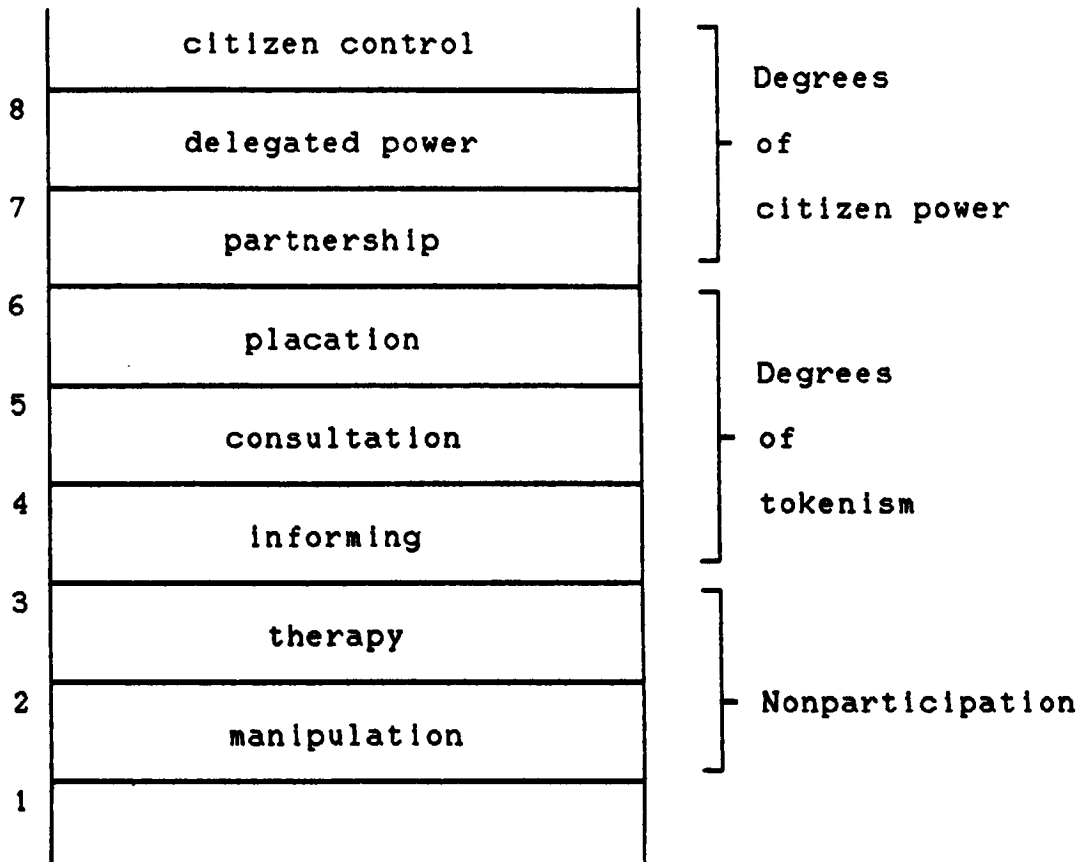 citizen control
8
delegated power
7
partnership
6
placation
5
consultation
4
informing
3
therapy
2
manipulation
1
Degrees
of
citizen power
Degrees
of
tokenism
Nonparticipation